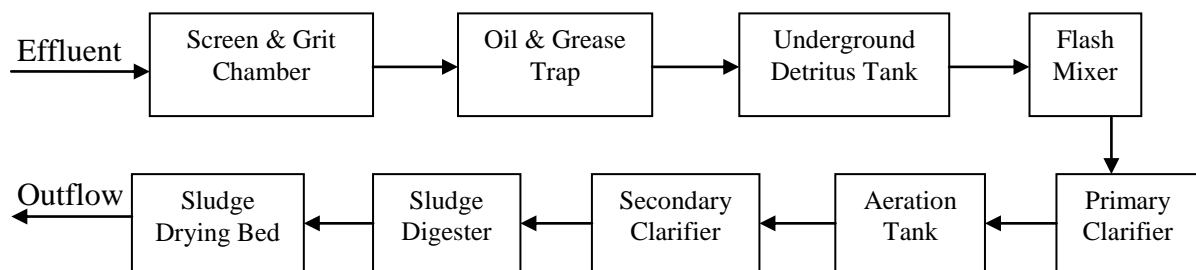 Effluent
Screen & Grit
Chamber
Oil & Grease
Trap
Underground
Detritus Tank
Flash
Mixer
Outflow
Sludge
Drying Bed
Sludge
Digester
Secondary
Clarifier
Aeration
Tank
Primary
Clarifier